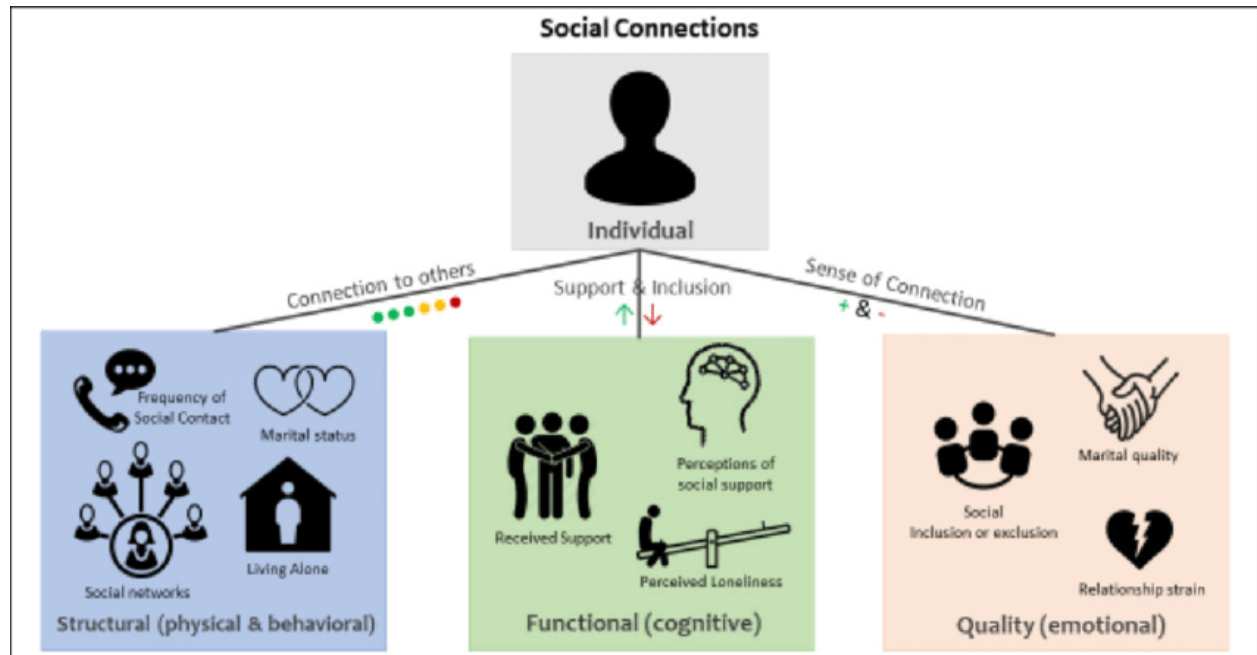 Social Connections
Individual
Connection to others
Support & Inclusion
Sense of Connection
+ & -
Frequency of
Social Contact
Marital status
Social networks
Living Alone
Structural (physical & behavioral)
Received Support
Perceptions of
social support
Perceived Loneliness
Functional (cognitive)
Social
Inclusion or exclusion
Marital quality
Relationship strain
Quality (emotional)